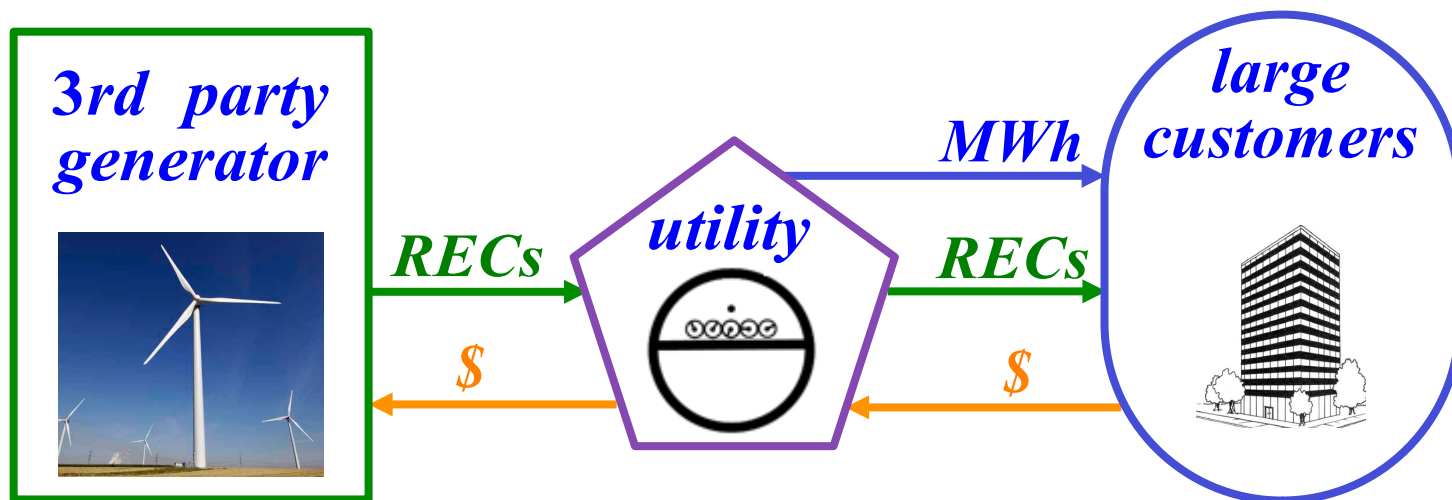 3rd party
generator
RECs
$
utility
MWh
RECs
$
large
customers